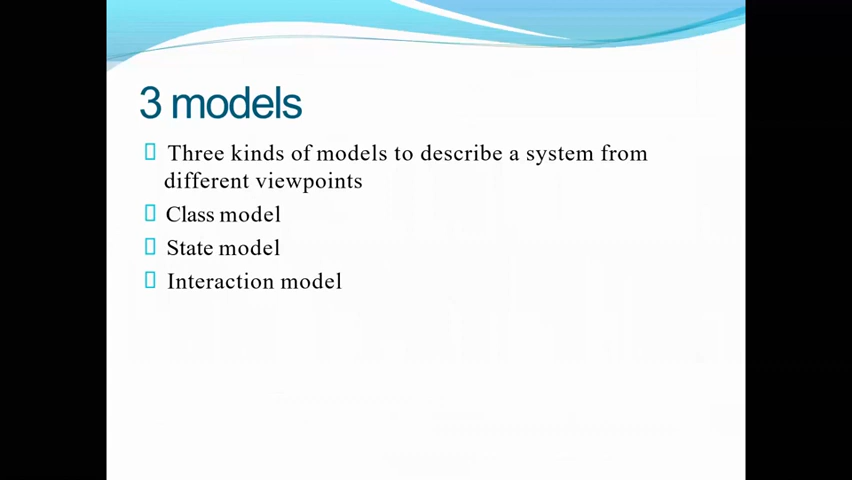 3 models
Three kinds of models to describe a system from
different viewpoints
Class model
State model
Interaction model